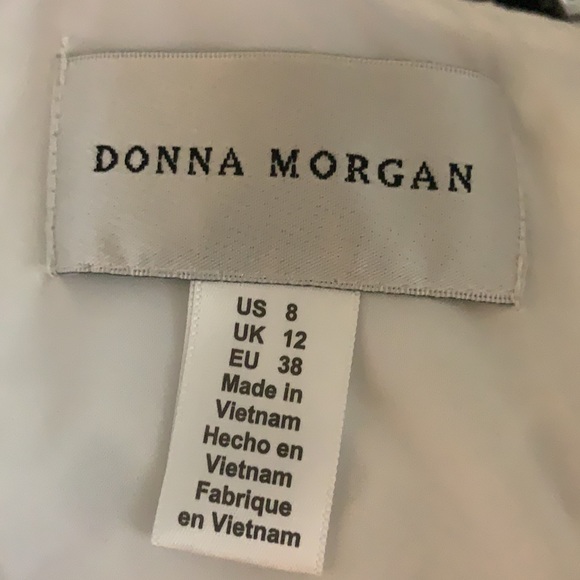 DONNA MORGAN
US 8
UK 12
EU 38
Made in
Vietnam
Hecho en
Vietnam
Fabrique
en Vietnam